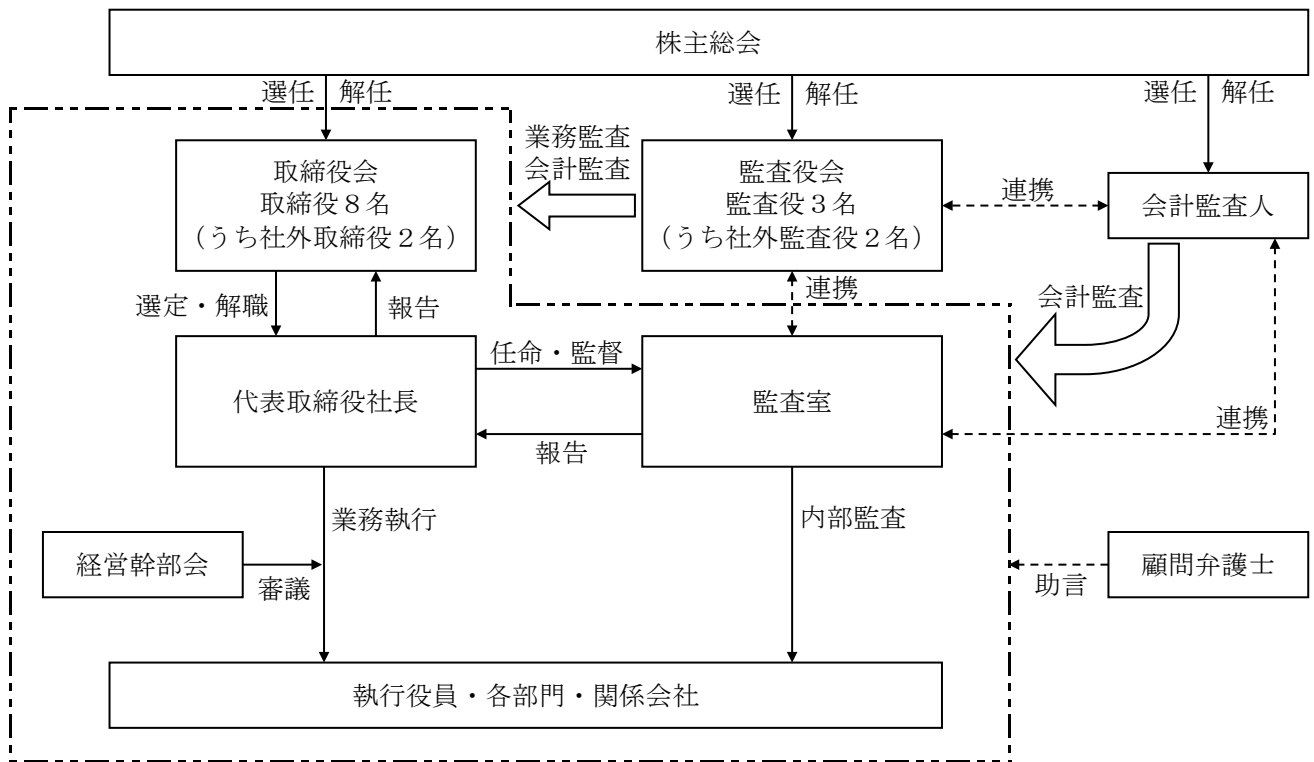 株主総会
選任 解任
選任 解任
選任 解任
取締役会
取締役8名
(うち社外取締役2名)
業務監査
会計監査
監査役会
監査役3名
(うち社外監査役2名)
連携
会計監査人
選定・解職
報告
連携
会計監査
代表取締役社長
任命・監督
報告
監査室
連携
業務執行
内部監査
経営幹部会
審議
助言
顧問弁護士
執行役員・各部門・関係会社